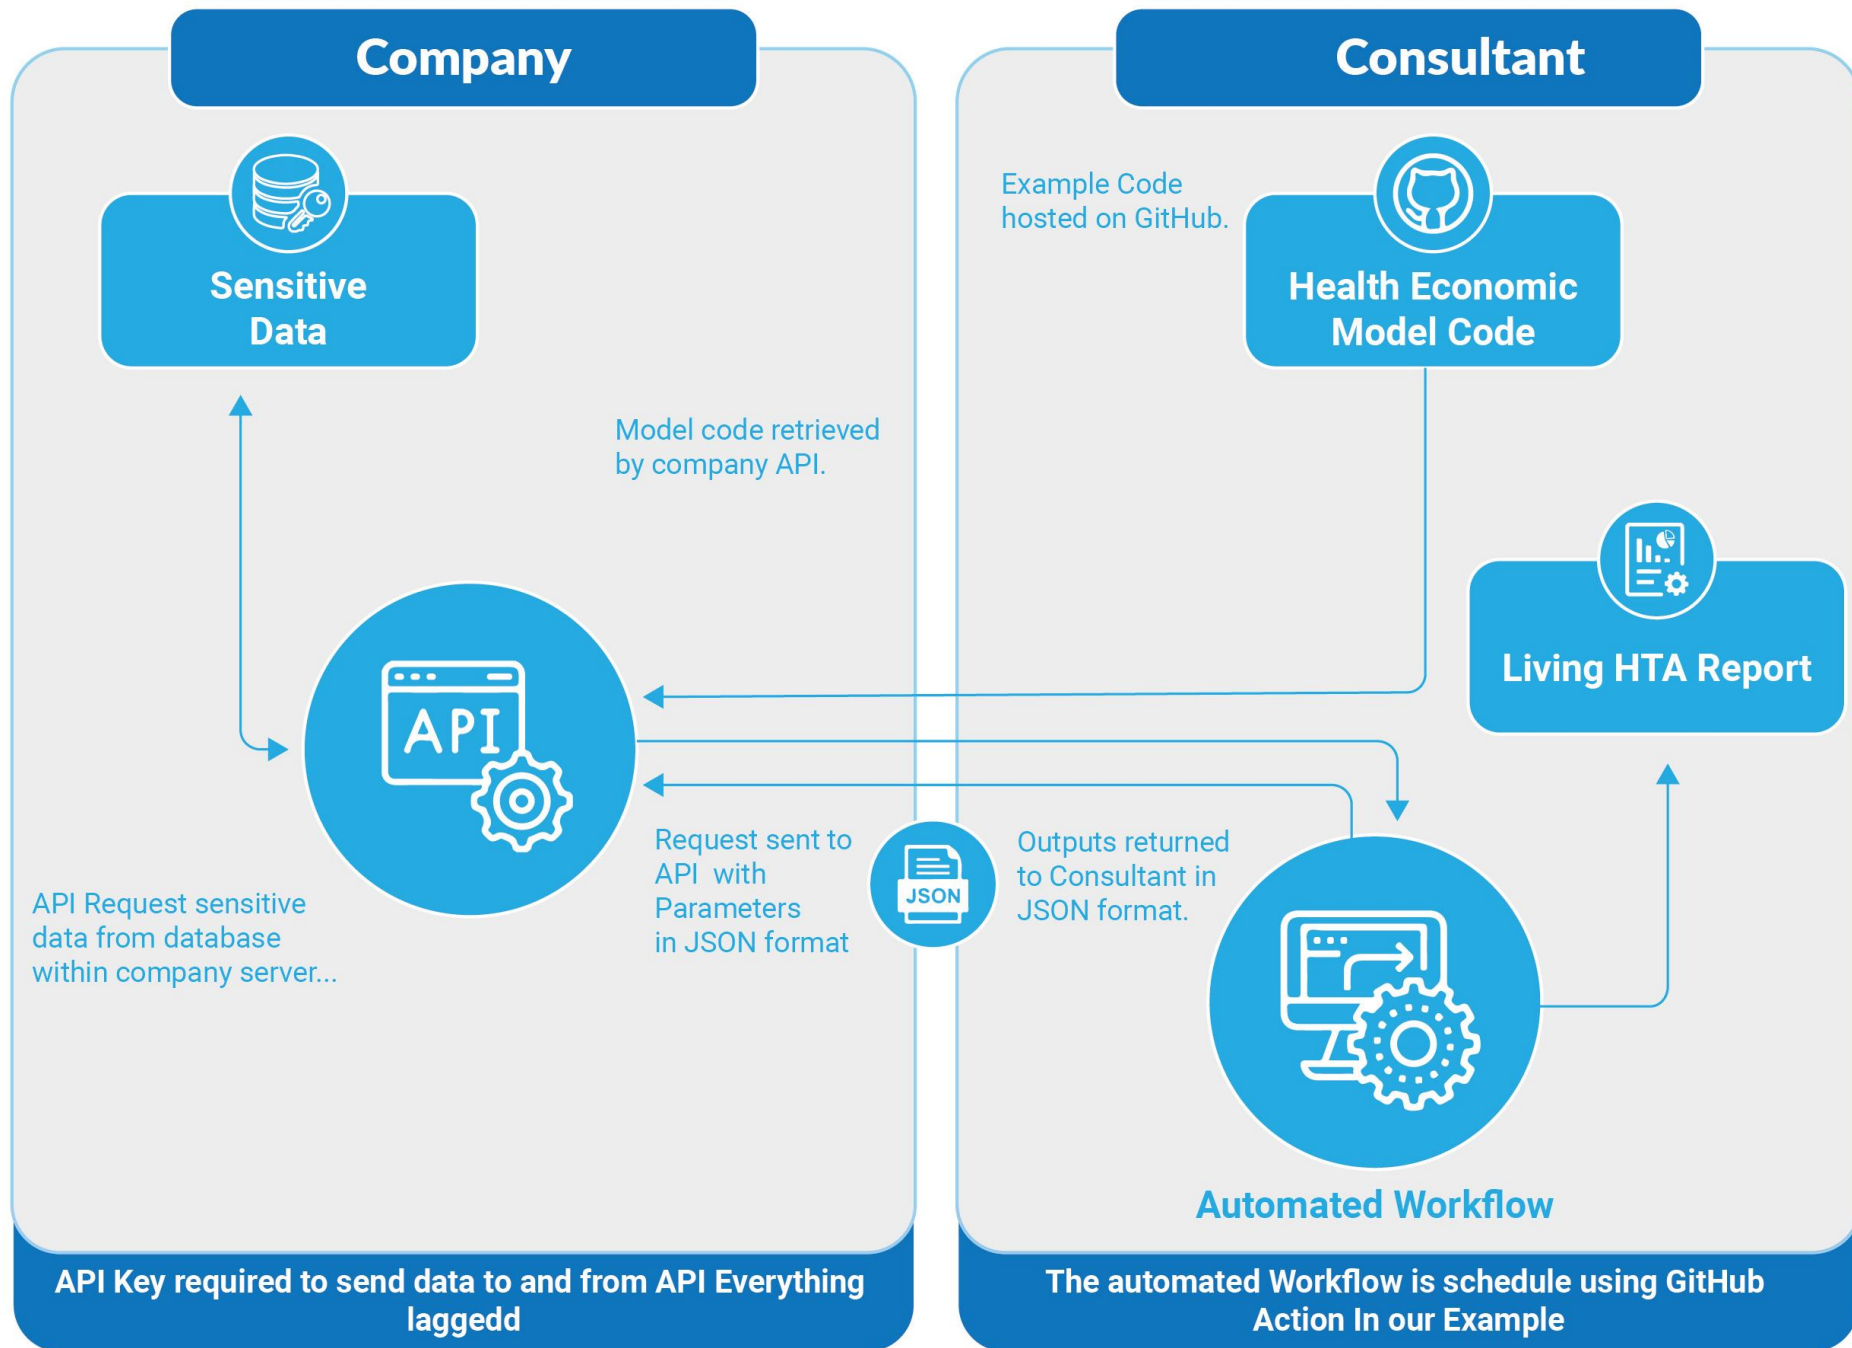 Company
Sensitive
Data
Model code retrieved
by company API.
API
API Request sensitive
data from database
within company server...
Request sent to
API with
Parameters
in JSON format
JSON
API Key required to send data to and from API Everything
laggedd
Consultant
Example Code
hosted on GitHub.
Health Economic
Model Code
Living HTA Report
Outputs returned
to Consultant in
JSON format.
Automated Workflow
The automated Workflow is schedule using GitHub
Action In our Example